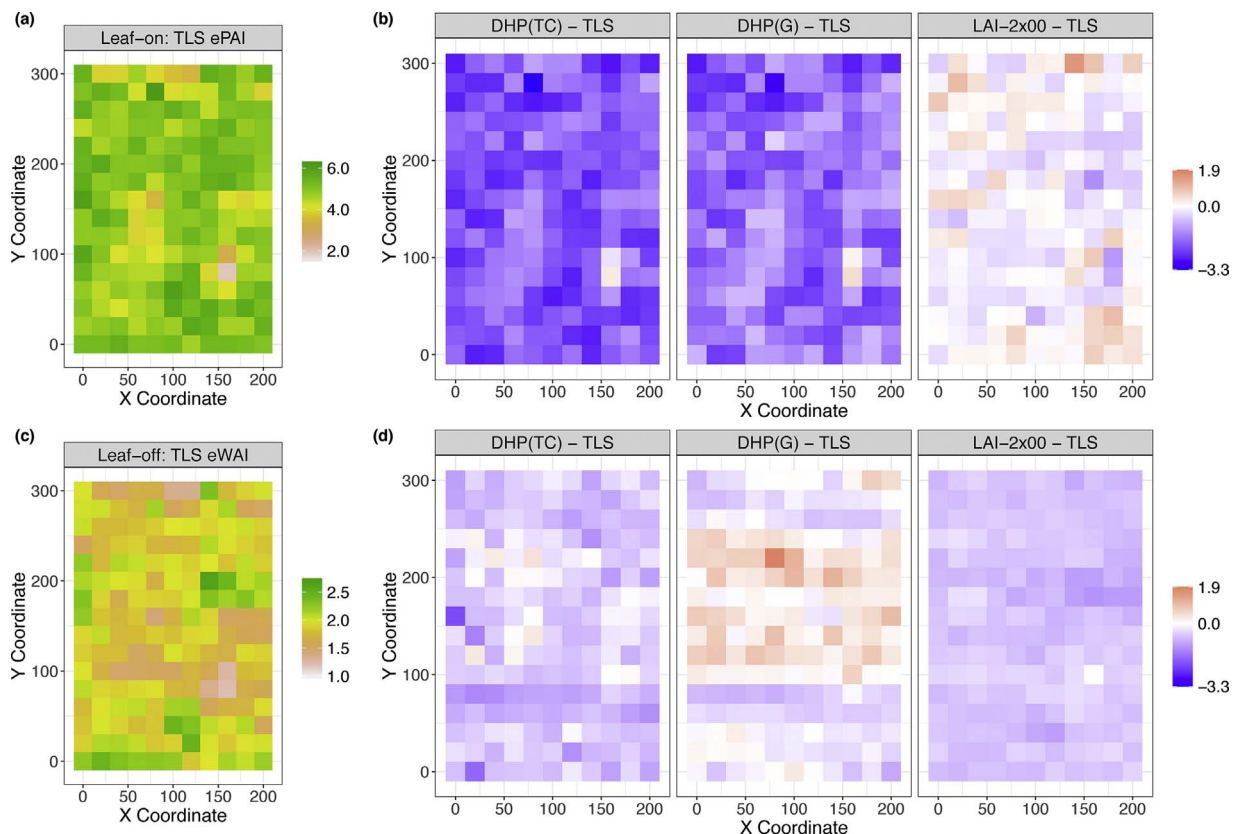 (a)
Leaf-on: TLS ePAI
300
200
100
0
Y Coordinate
0 50 100 150 200
X Coordinate
6.0
4.0
2.0
(b)
DHP(TC) – TLS DHP(G) – TLS LAI-2x00 – TLS
300
200
100
0
Y Coordinate
0 50 100 150 200 0 50 100 150 200 0 50 100 150 200
X Coordinate
1.9
0.0
−3.3
(c)
Leaf-off: TLS eWAI
300
200
100
0
Y Coordinate
0 50 100 150 200
X Coordinate
2.5
2.0
1.5
1.0
(d)
DHP(TC) – TLS DHP(G) – TLS LAI-2x00 – TLS
300
200
100
0
Y Coordinate
0 50 100 150 200 0 50 100 150 200 0 50 100 150 200
X Coordinate
1.9
0.0
−3.3